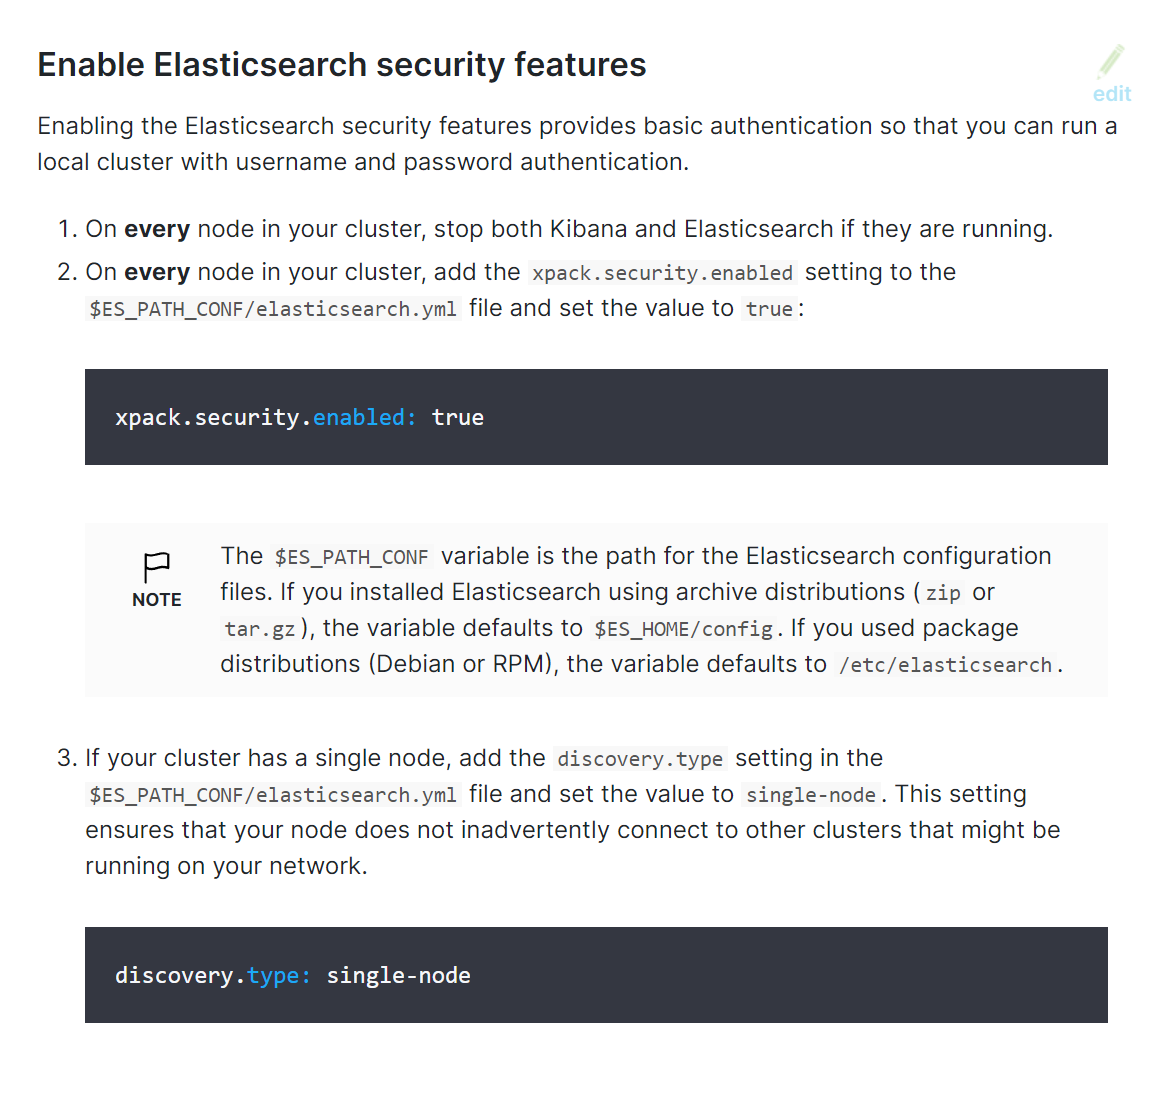 Enable Elasticsearch security features
edit
Enabling the Elasticsearch security features provides basic authentication so that you can run a
local cluster with username and password authentication.
1. On every node in your cluster, stop both Kibana and Elasticsearch if they are running.
2. On every node in your cluster, add the xpack.security.enabled setting to the
$ES_PATH_CONF/elasticsearch.yml file and set the value to true:
xpack.security.enabled: true
NOTE
The $ES_PATH_CONF variable is the path for the Elasticsearch configuration
files. If you installed Elasticsearch using archive distributions (zip or
tar.gz), the variable defaults to $ES_HOME/config. If you used package
distributions (Debian or RPM), the variable defaults to /etc/elasticsearch.
3. If your cluster has a single node, add the discovery.type setting in the
$ES_PATH_CONF/elasticsearch.yml file and set the value to single-node. This setting
ensures that your node does not inadvertently connect to other clusters that might be
running on your network.
discovery.type: single-node